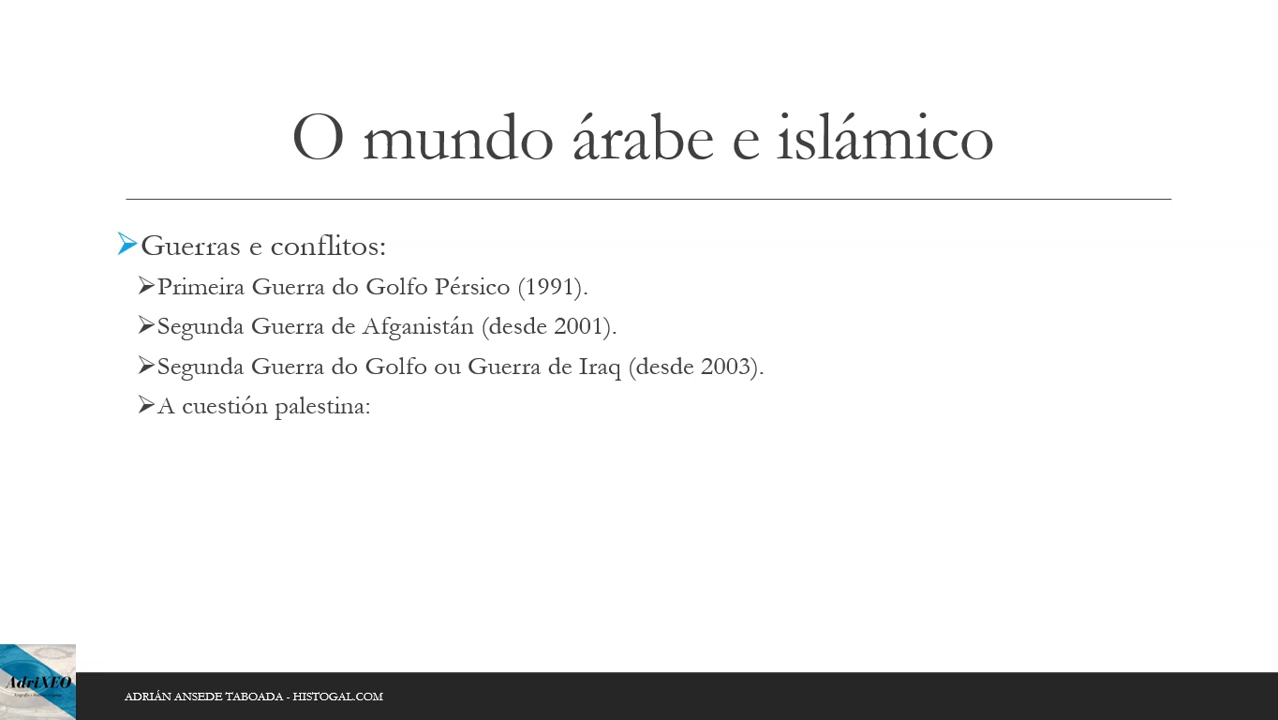 O mundo árabe e islámico
Guerras e conflitos:
Primeira Guerra do Golfo Pérsico (1991).
Segunda Guerra de Afganistán (desde 2001).
Segunda Guerra do Golfo ou Guerra de Iraq (desde 2003).
A cuestión palestina:
AdriXEO
ADRIÁN ANSEDE TABOADA - HISTOGAL.COM